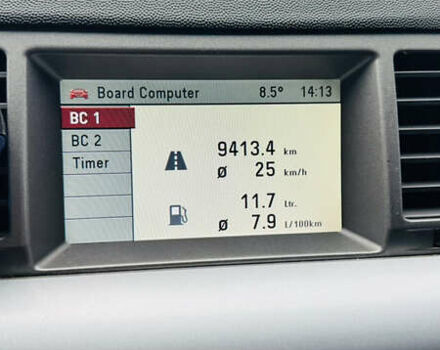 Board Computer 8.5° 14:13
BC 1
BC 2
Timer
9413.4 km
Ø 25 km/h
11.7 Ltr.
Ø 7.9 L/100km